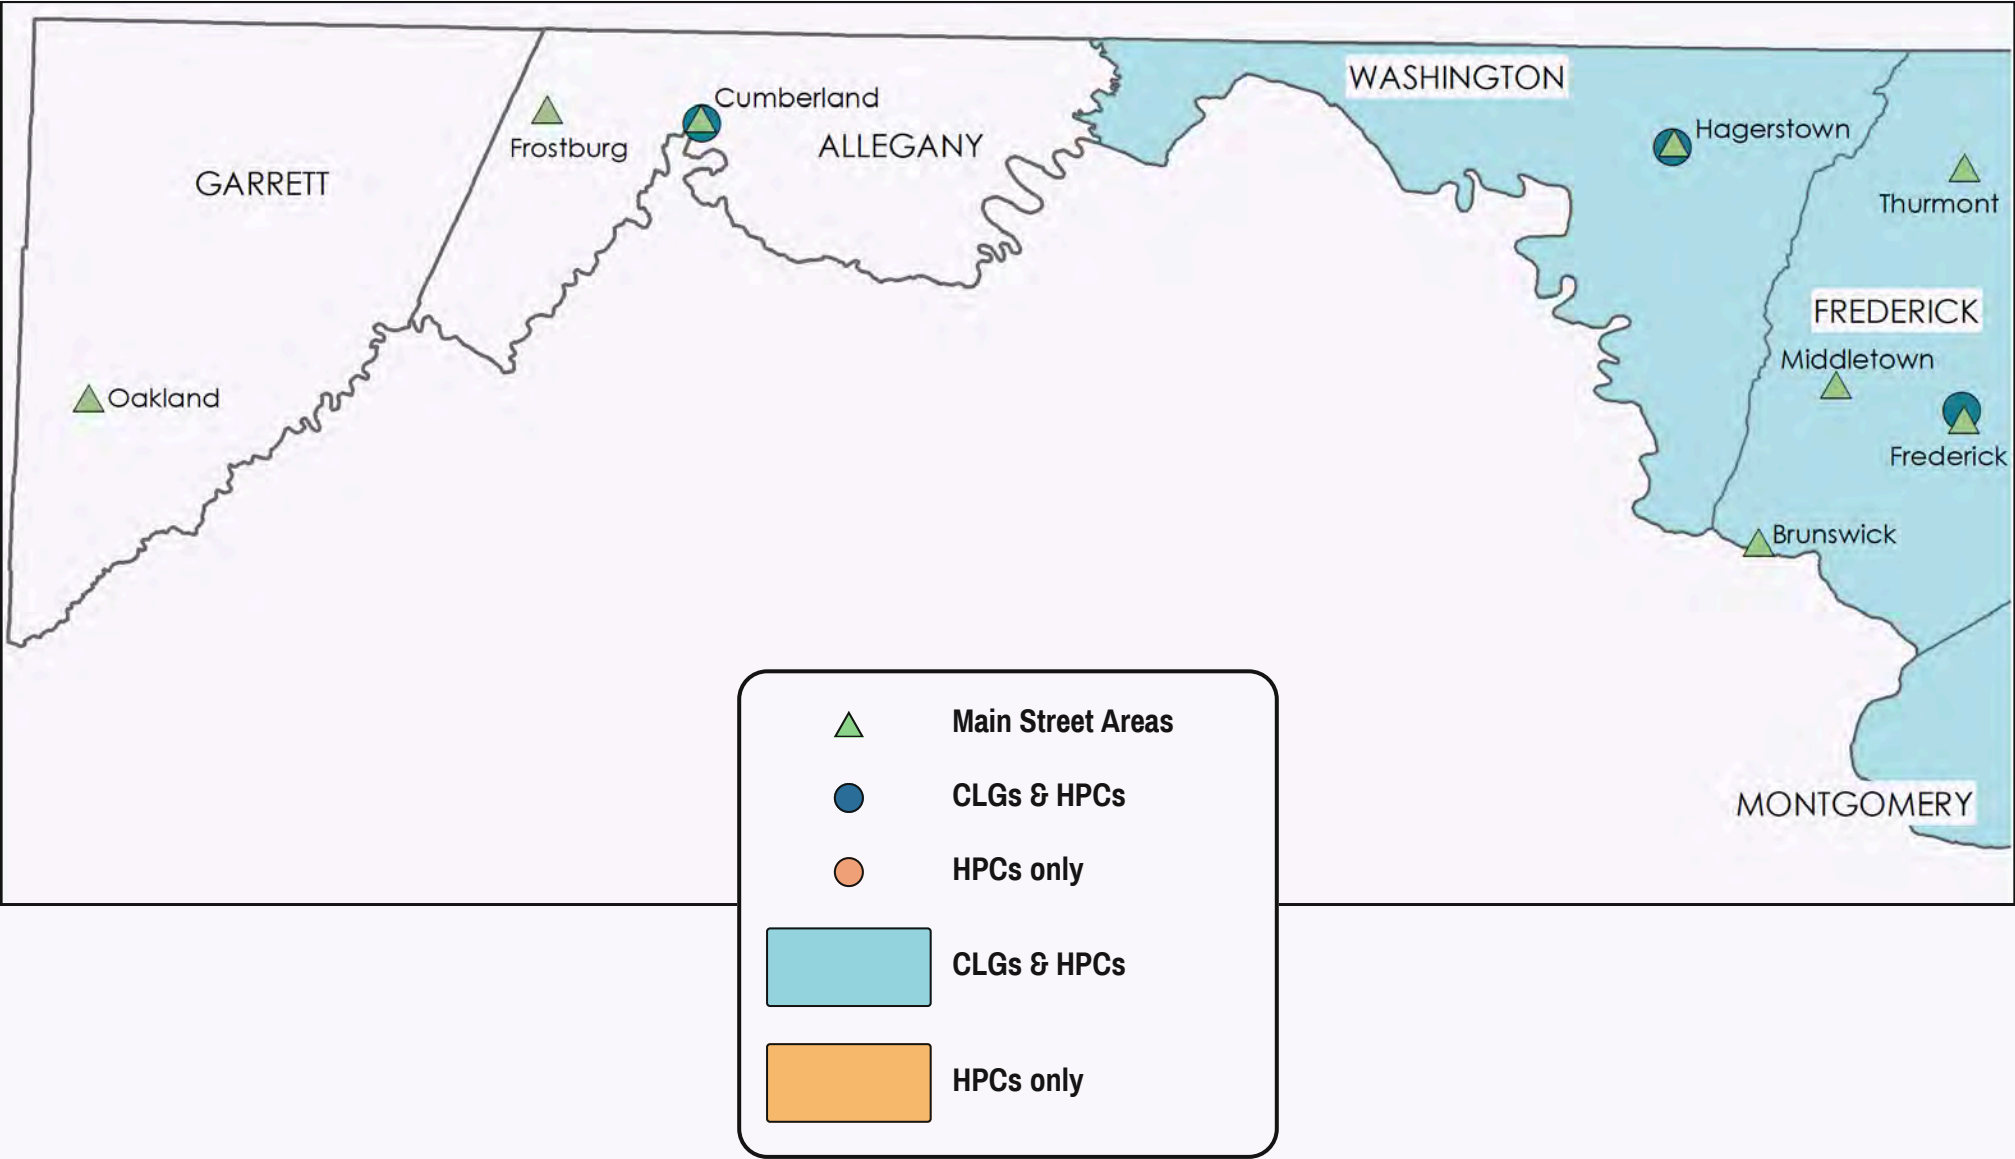 WASHINGTON
Cumberland
Hagerstown
Frostburg
ALLEGANY
GARRETT
Thurmont
FREDERICK
Middletown
Oakland
Frederick
Brunswick
MONTGOMERY
Main Street Areas
CLGs & HPCs
HPCs only
CLGs & HPCs
HPCs only